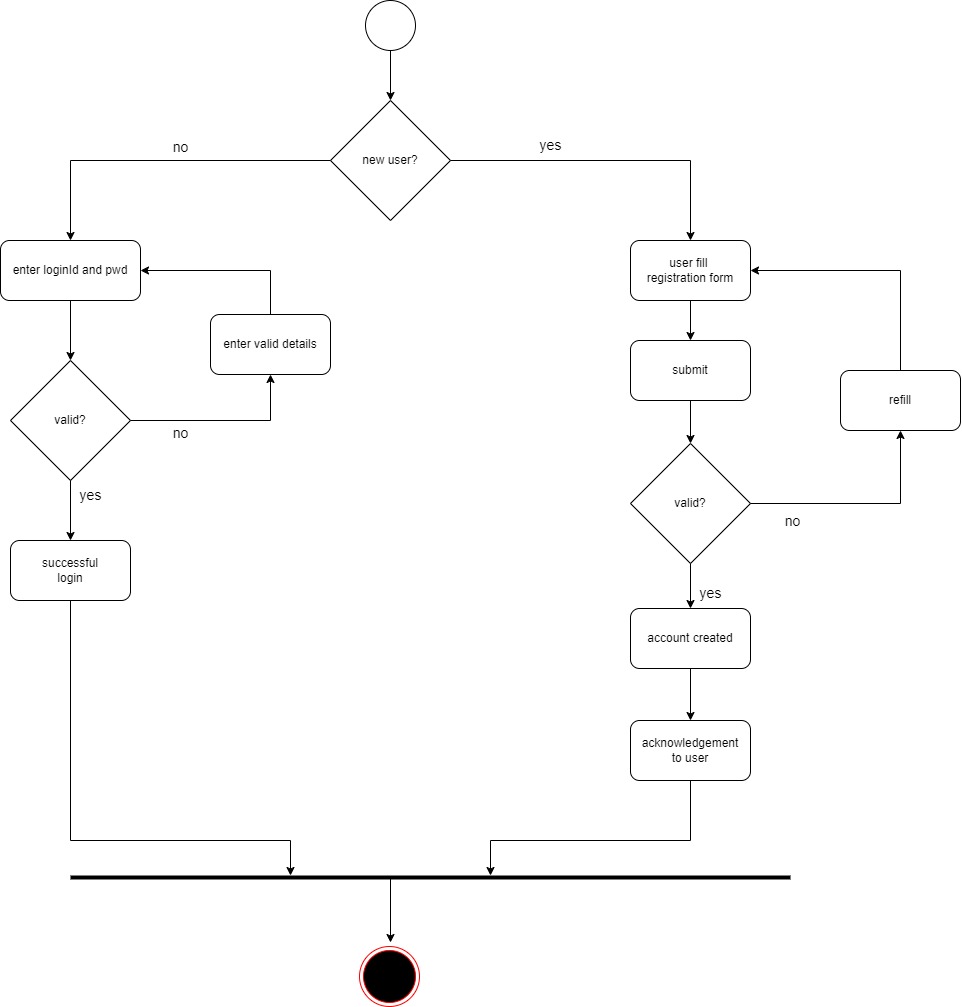 new user?
no
yes
enter loginId and pwd
enter valid details
valid?
no
yes
successful
login
user fill
registration form
submit
refill
valid?
no
yes
account created
acknowledgement
to user